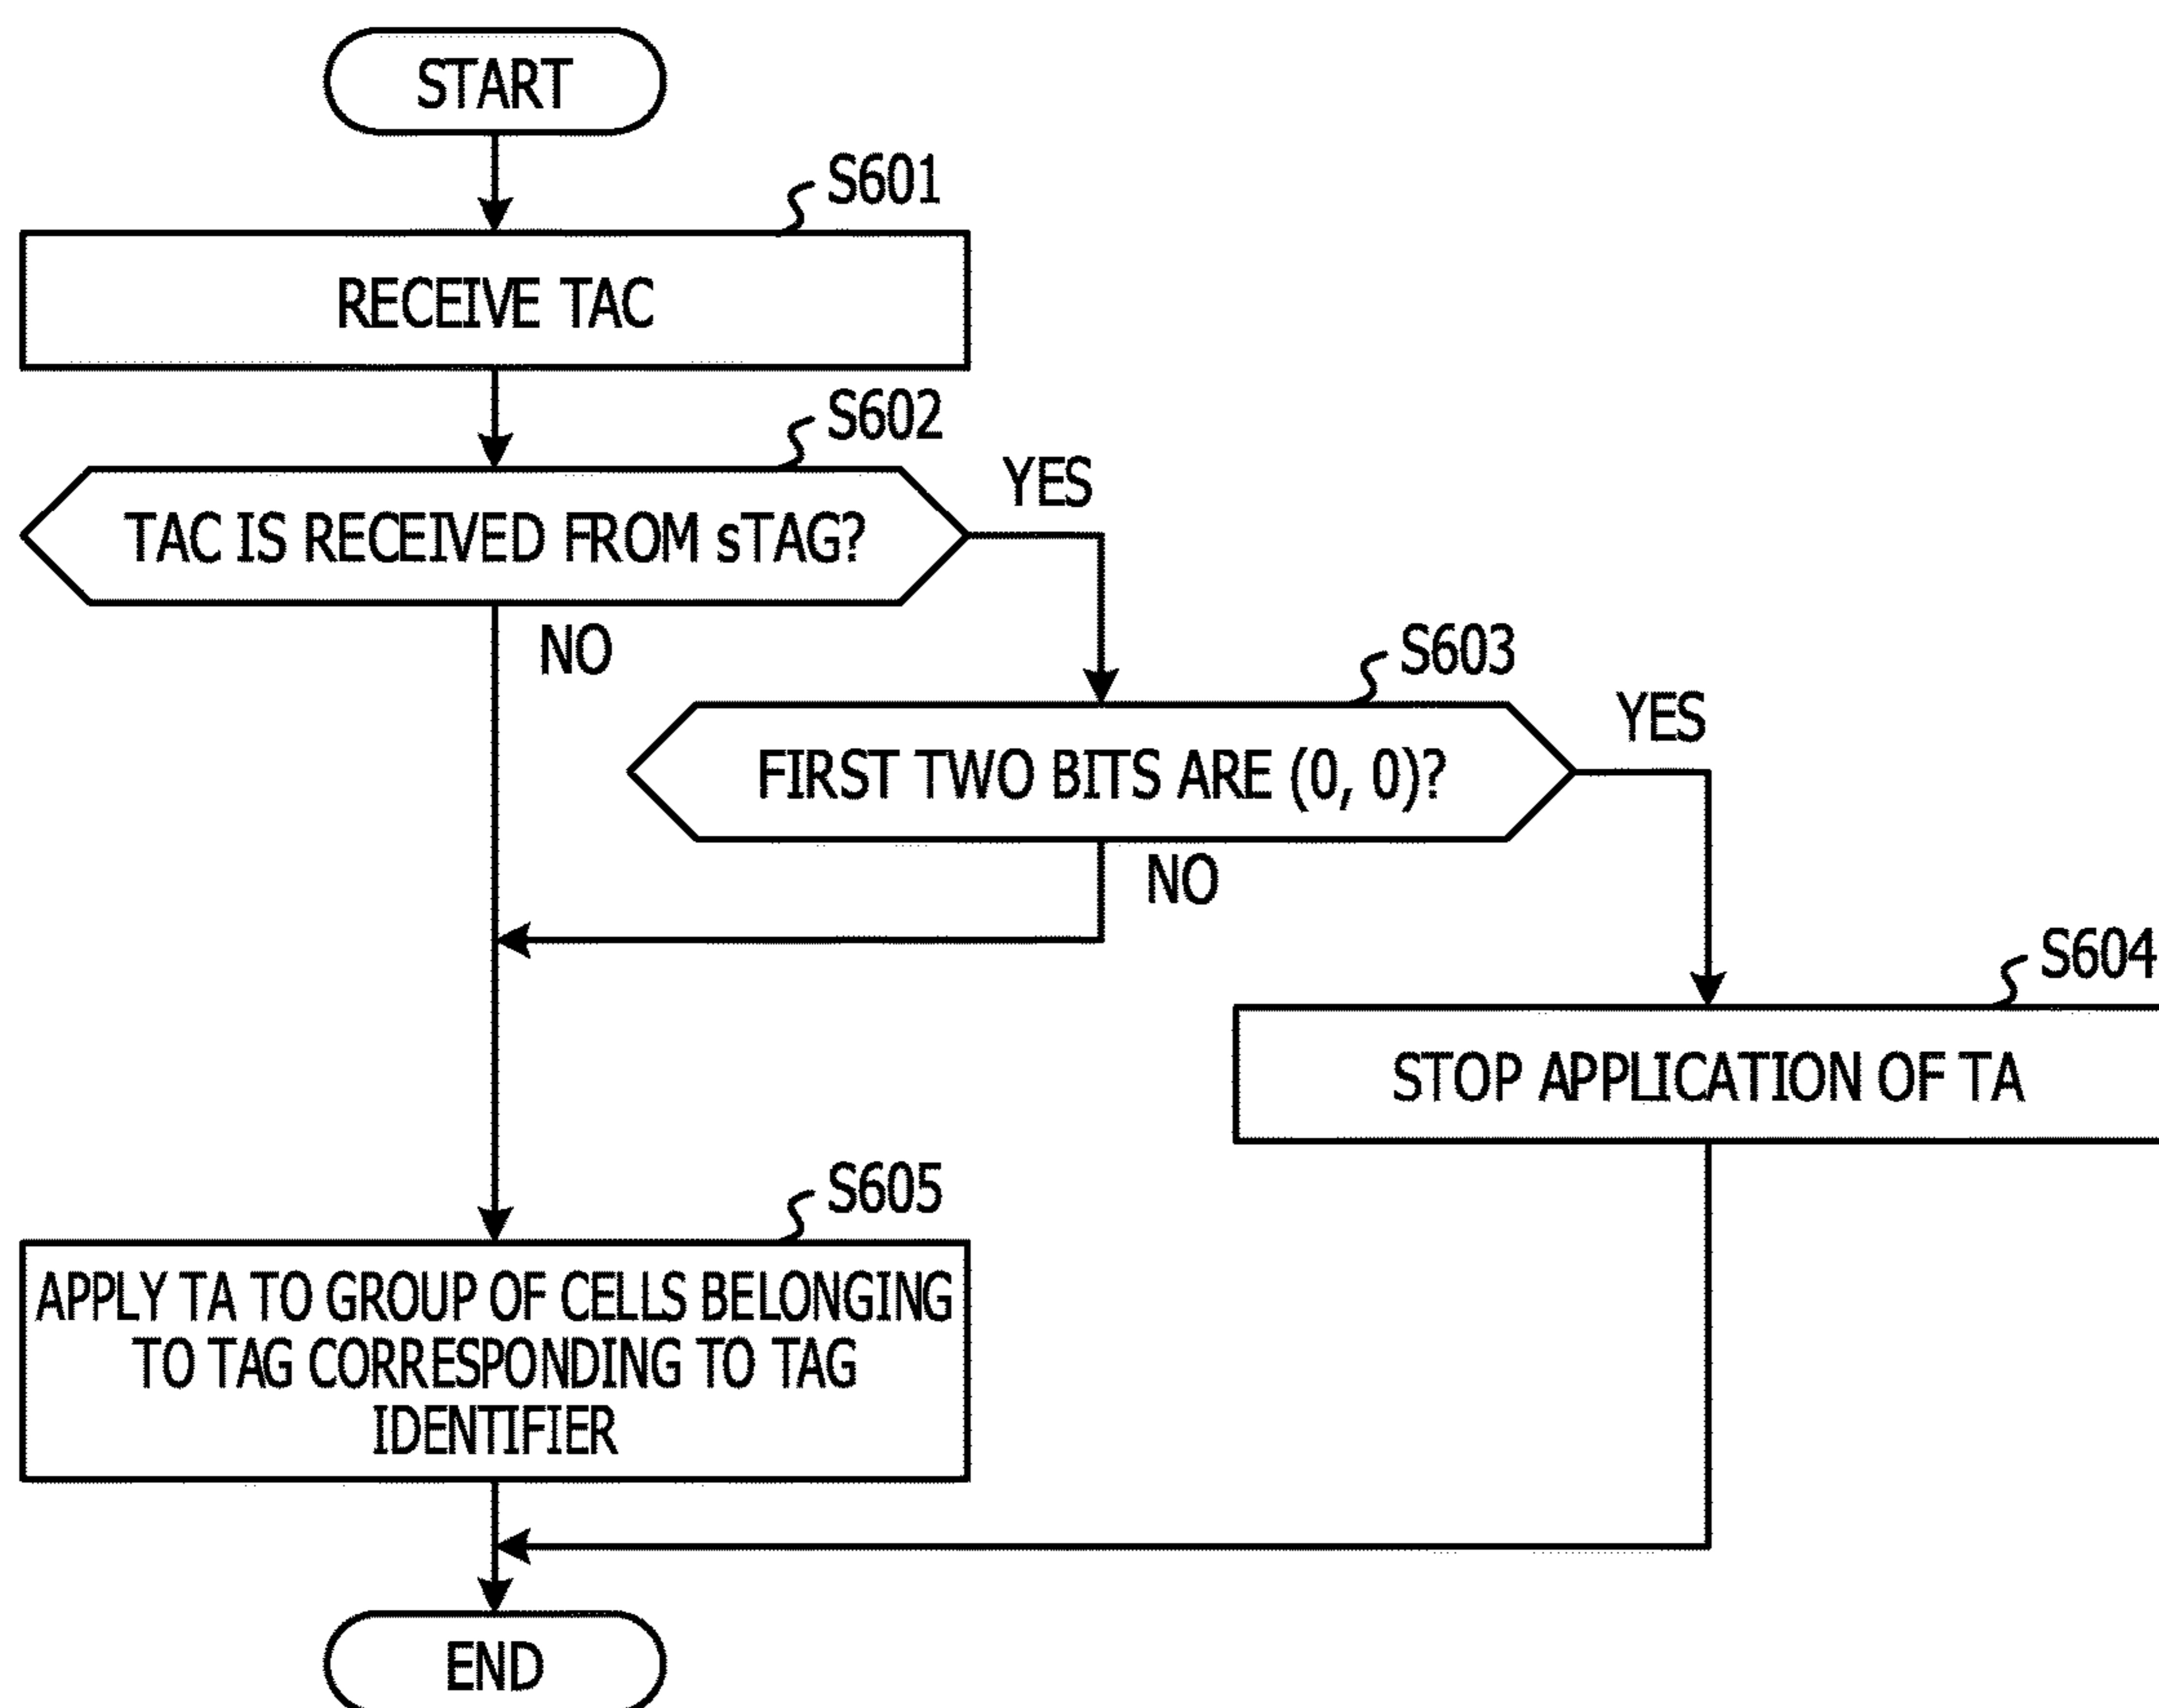 START
S601
RECEIVE TAC
S602
TAC IS RECEIVED FROM sTAG?
YES
NO
S603
FIRST TWO BITS ARE (0, 0)?
YES
NO
S604
STOP APPLICATION OF TA
S605
APPLY TA TO GROUP OF CELLS BELONGING
TO TAG CORRESPONDING TO TAG
IDENTIFIER
END